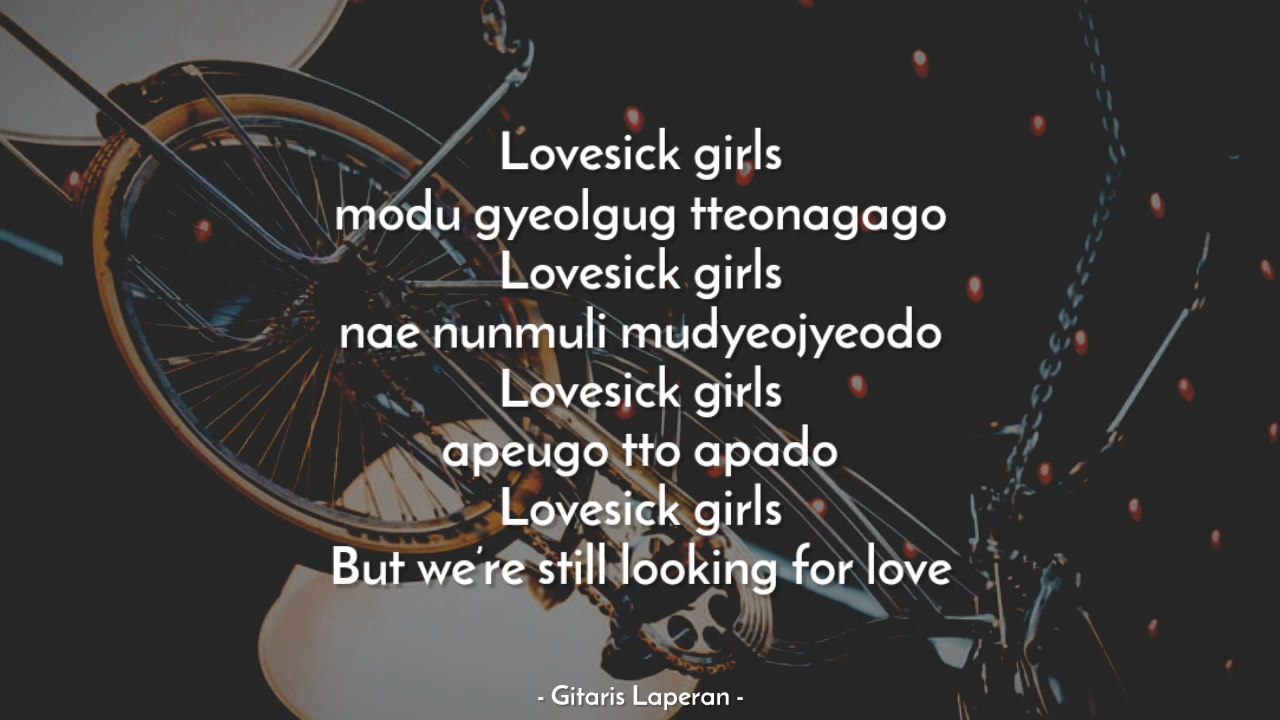 Lovesick girls
modu gyeolgug tteonagago
Lovesick girls
nae nunmuli mudyeojyeodo
Lovesick girls
apeugo tto apado
Lovesick girls
But we're still looking for love
- Gitaris Laperan -